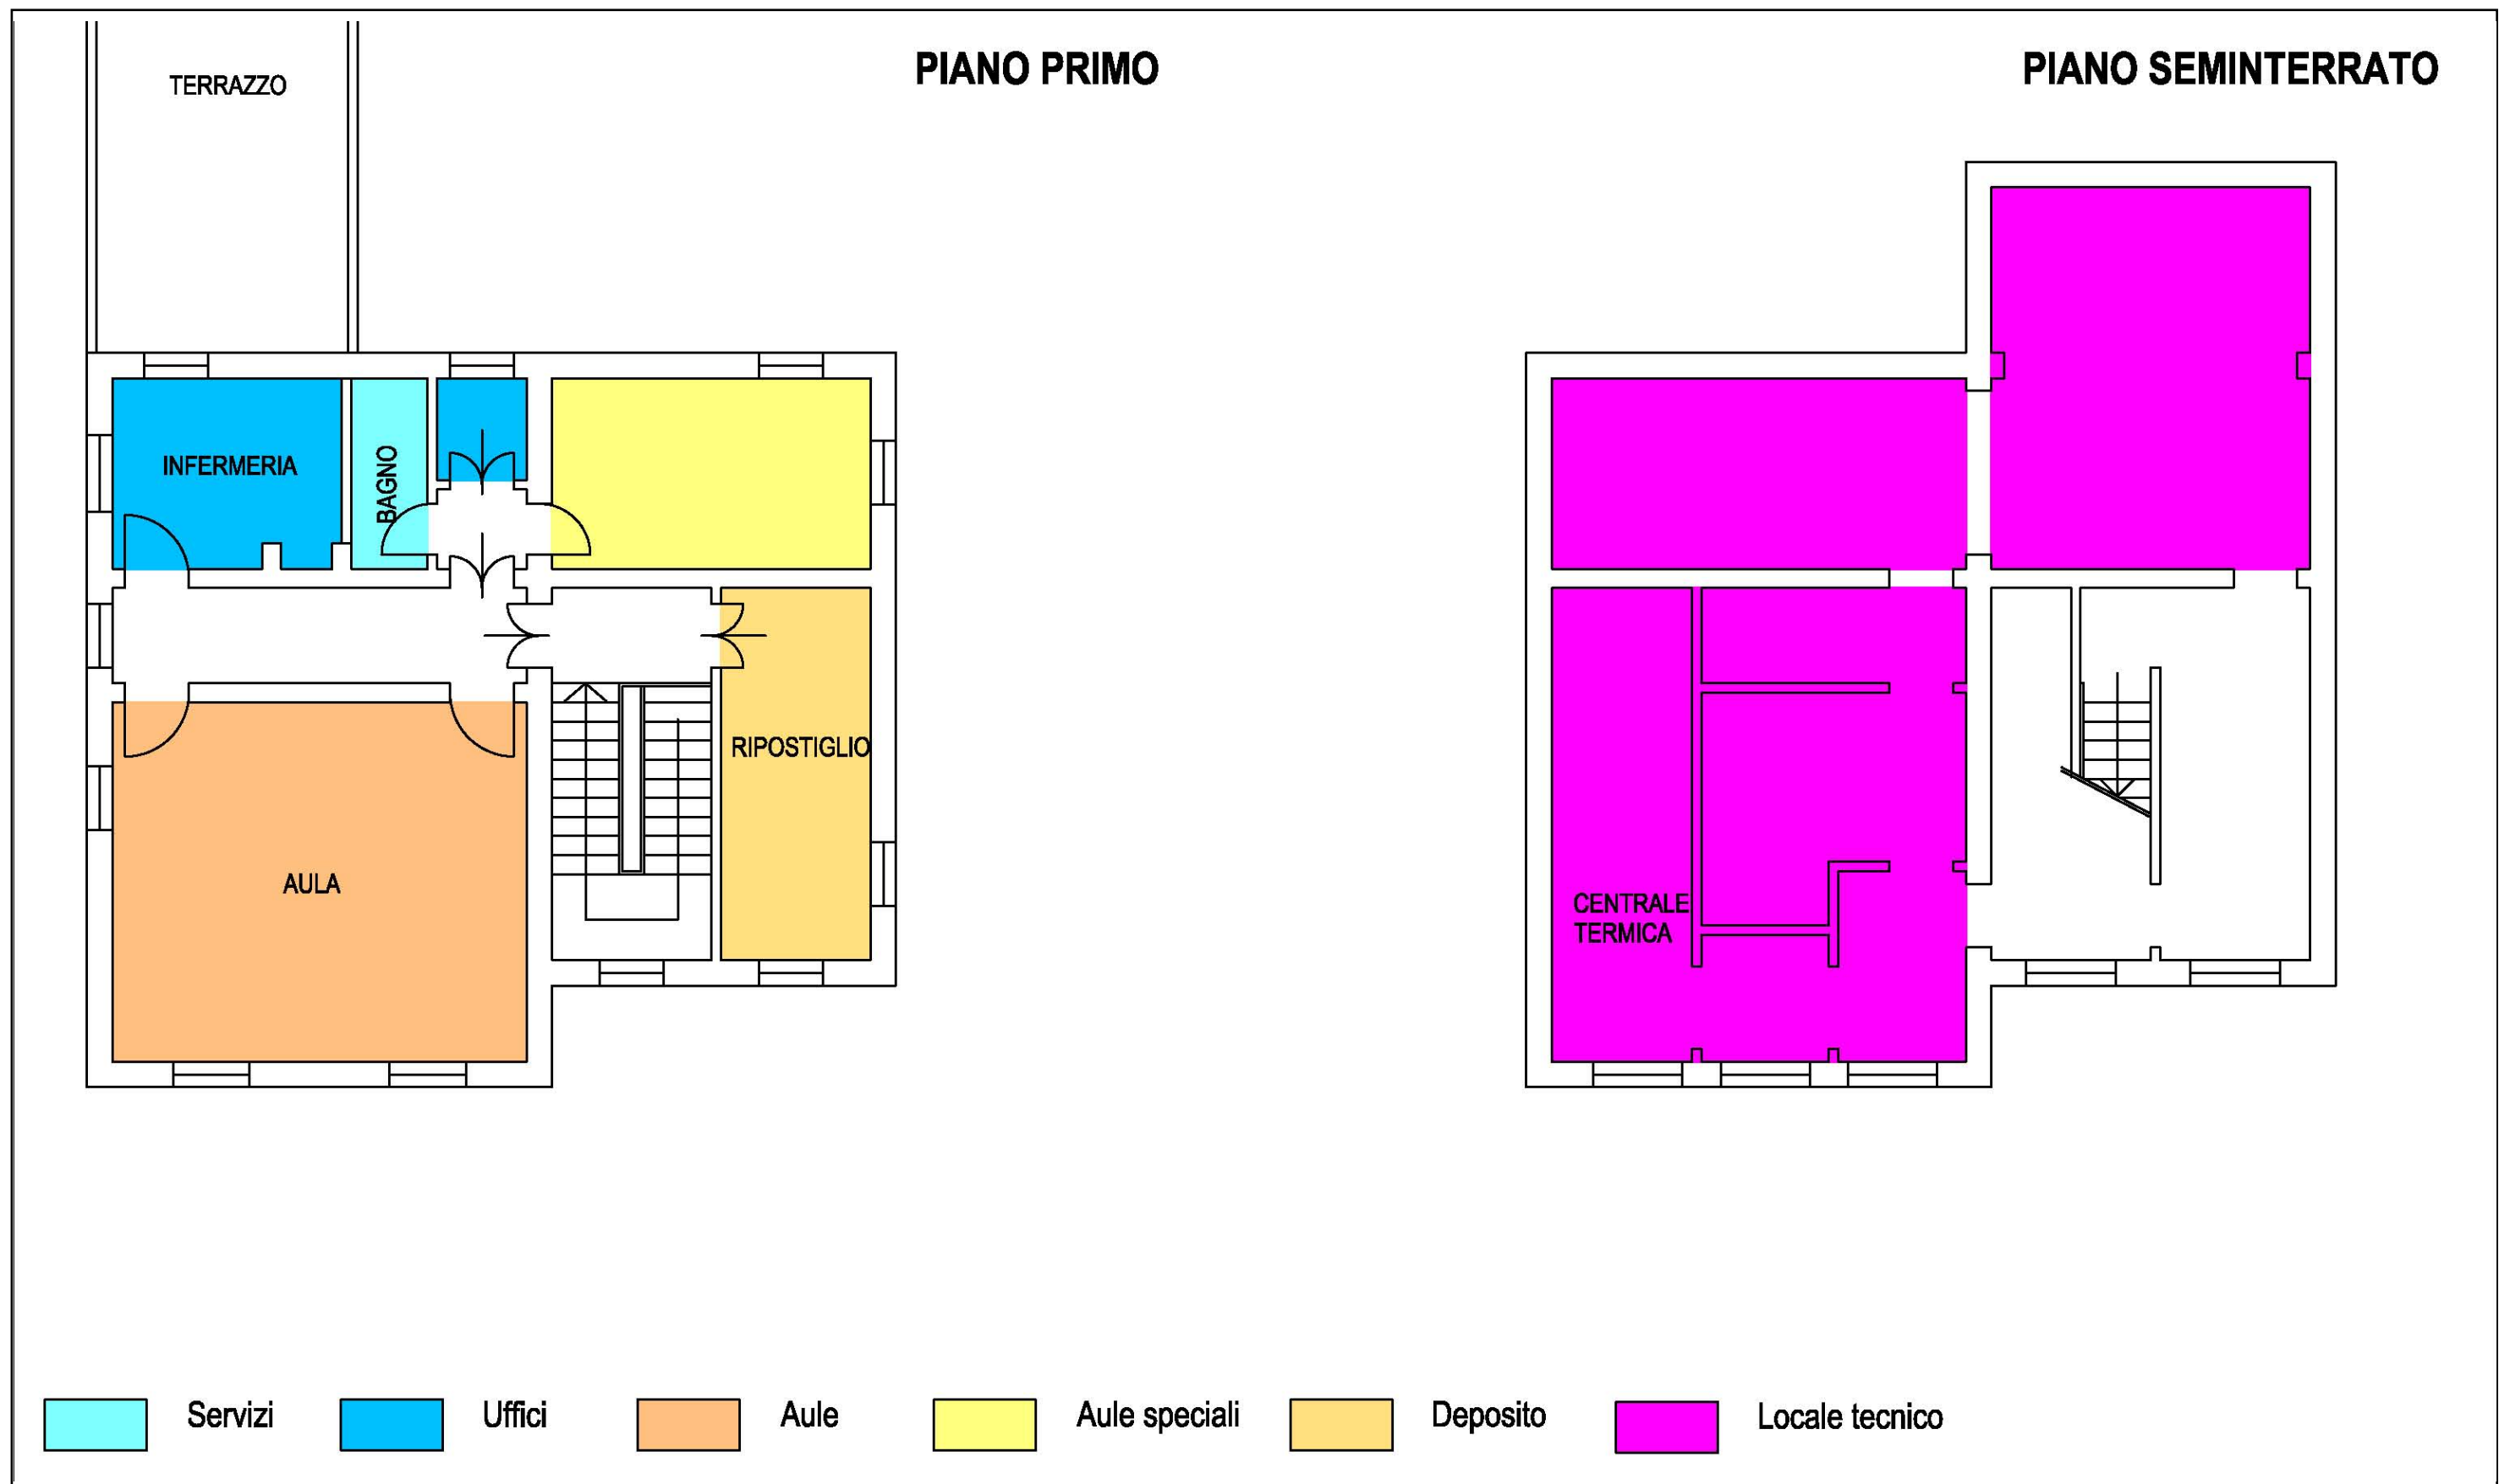 PIANO PRIMO
PIANO SEMINTERRATO
TERRAZZO
INFERMERIA
BAGNO
RIPOSTIGLIO
AULA
CENTRALE
TERMICA
Servizi
Uffici
Aule
Aule speciali
Deposito
Locale tecnico